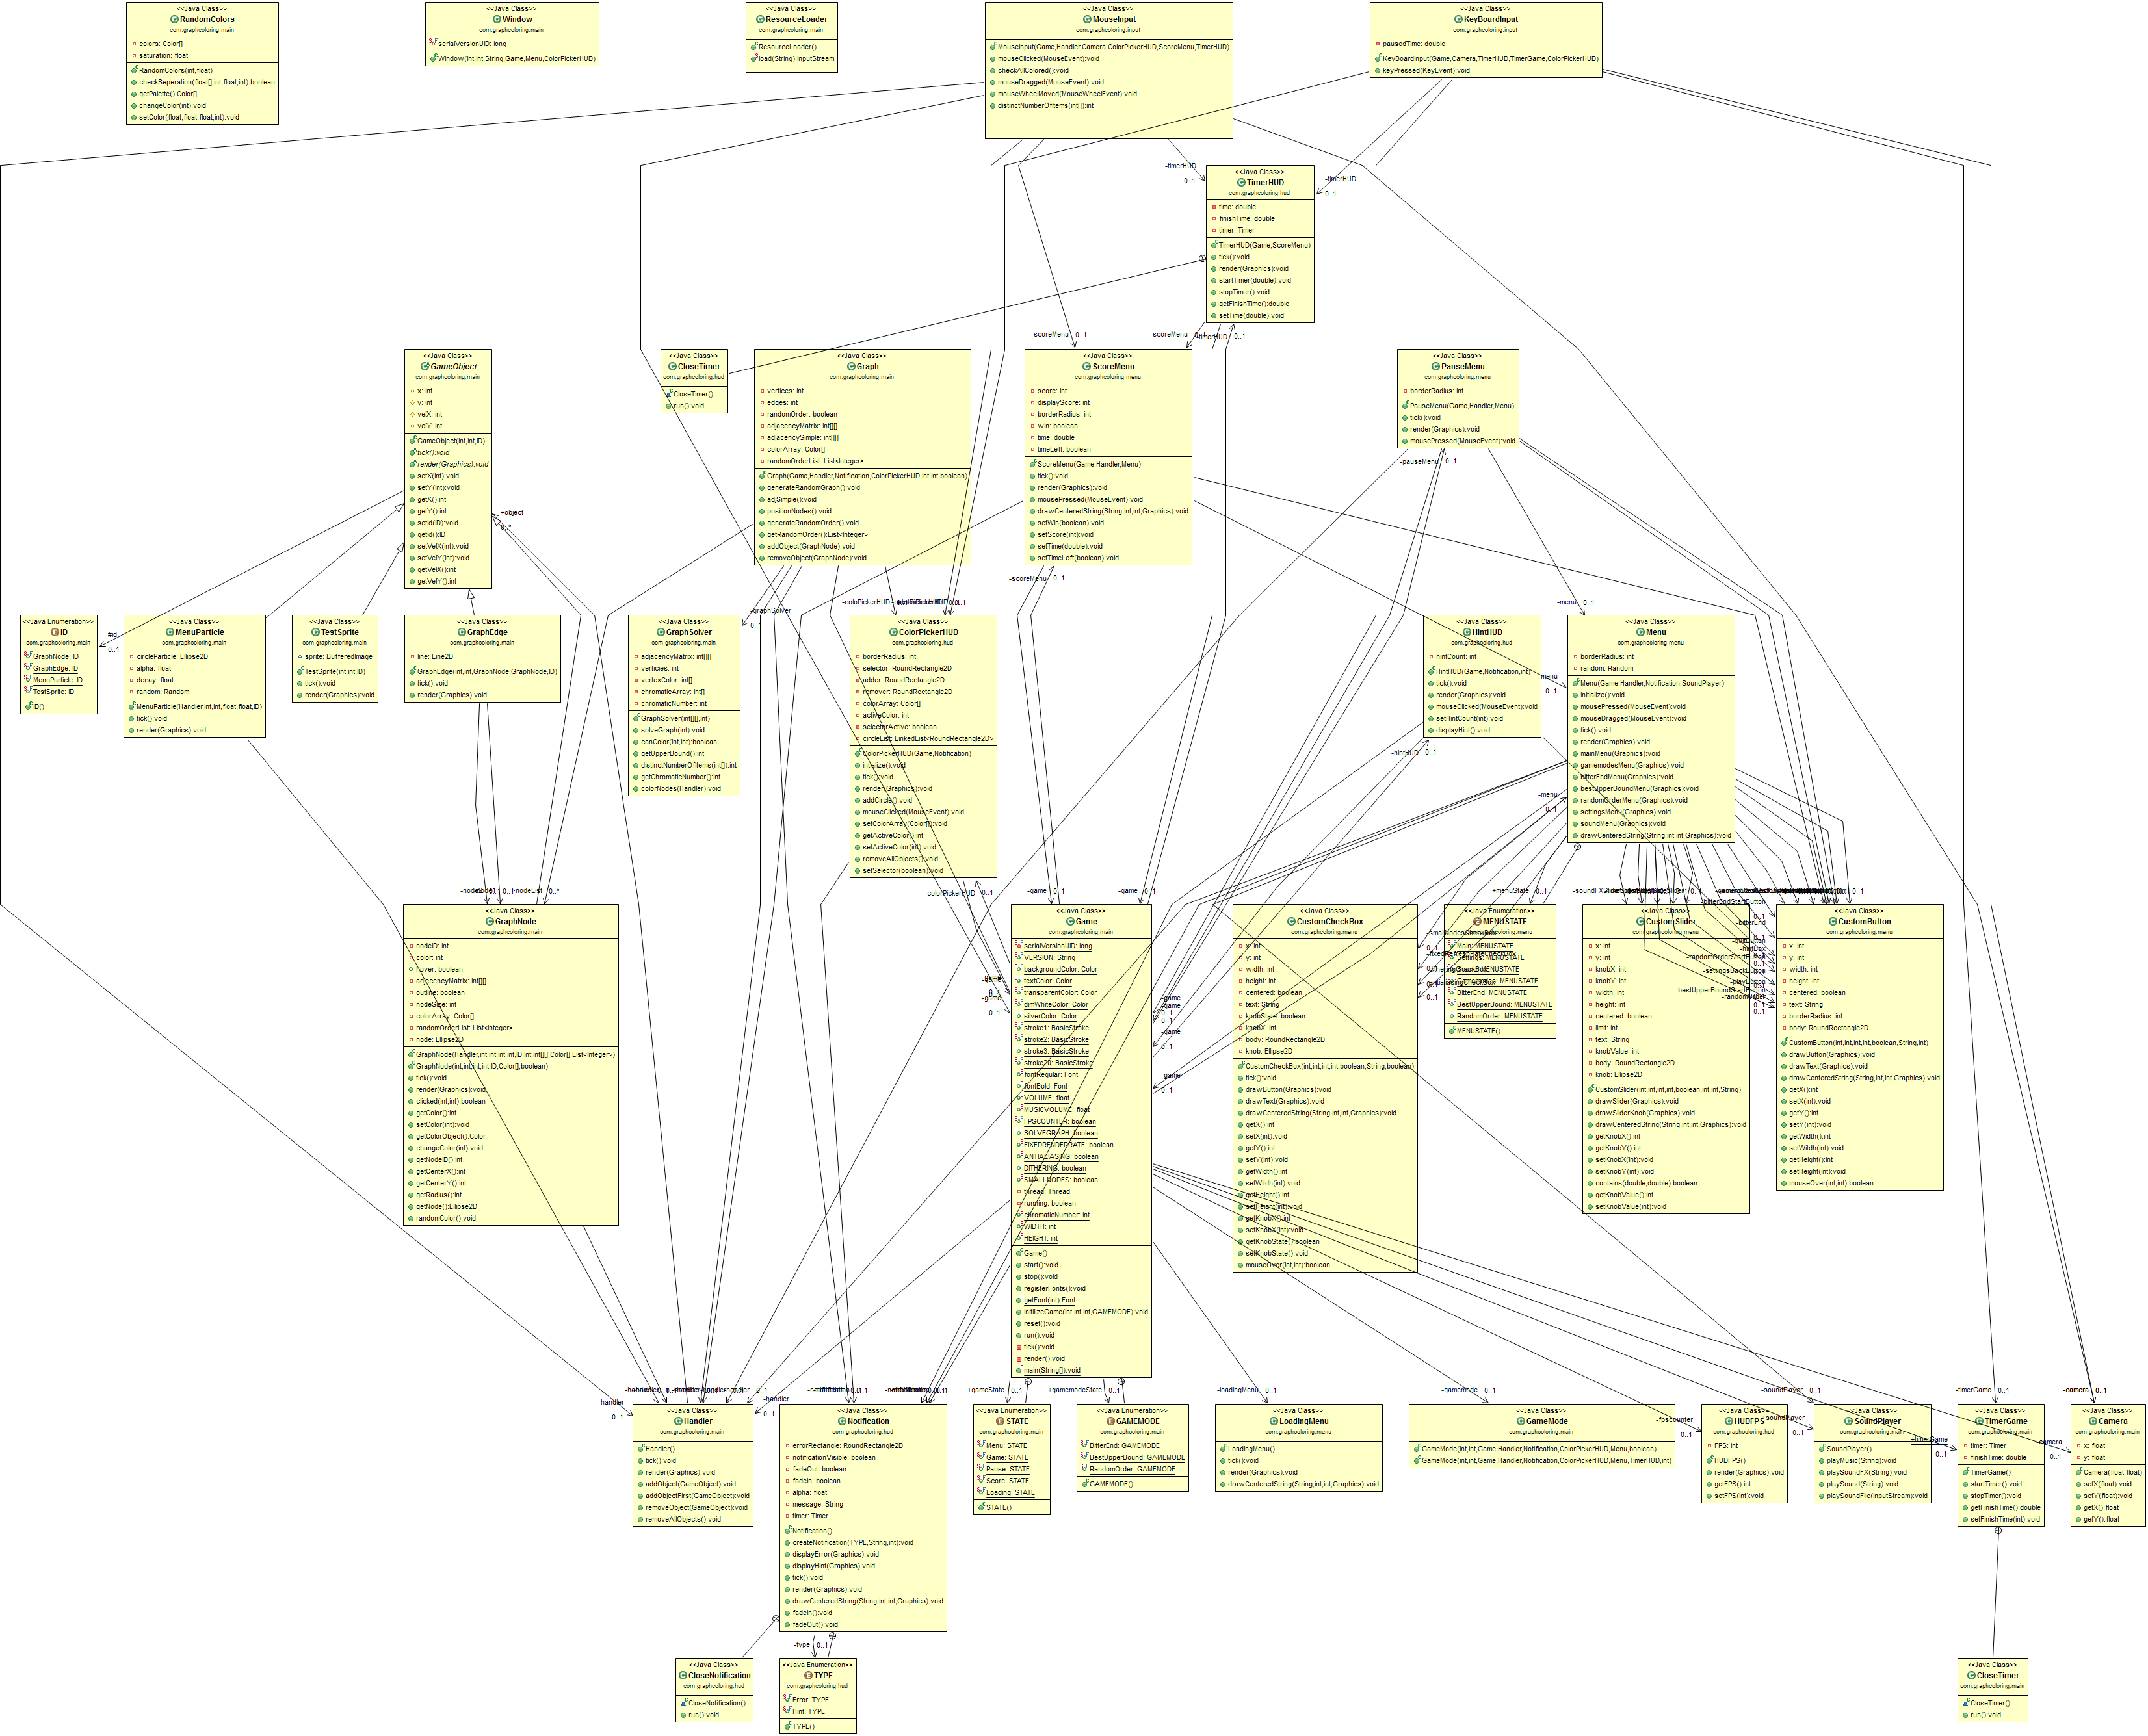 <<Java Class>>
RandomColors
com.graphcoloring.main
colors: Color[]
saturation: float
RandomColors(int,float)
checkSeperation(float[],int,float,int):boolean
getPalette():Color[]
changeColor(int):void
setColor(float,float,float,int):void
<<Java Class>>
Window
com.graphcoloring.main
serialVersionUID: long
Window(int,int,String,Game,Menu,ColorPickerHUD)
<<Java Class>>
ResourceLoader
com.graphcoloring.main
ResourceLoader()
load(String):InputStream
<<Java Class>>
MouseInput
com.graphcoloring.input
MouseInput(Game,Handler,Camera,ColorPickerHUD,ScoreMenu,TimerHUD)
mouseClicked(MouseEvent):void
checkAllColored():void
mouseDragged(MouseEvent):void
mouseWheelMoved(MouseWheelEvent):void
distinctNumberOfItems(int[]):int
<<Java Class>>
KeyBoardInput
com.graphcoloring.input
pausedTime: double
KeyBoardInput(Game,Camera,TimerHUD,TimerGame,ColorPickerHUD)
keyPressed(KeyEvent):void
-timerHUD
0..1
-timerHUD
0..1
<<Java Class>>
TimerHUD
com.graphcoloring.hud
time: double
finishTime: double
timer: Timer
TimerHUD(Game,ScoreMenu)
tick():void
render(Graphics):void
startTimer(double):void
stopTimer():void
getFinishTime():double
setTime(double):void
-scoreMenu 0..1
-scoreMenu
-timerHUD 0..1
<<Java Class>>
GameObject
com.graphcoloring.main
x: int
y: int
velX: int
velY: int
GameObject(int,int,ID)
tick():void
render(Graphics):void
setX(int):void
setY(int):void
getX():int
getY():int
setId(ID):void
getId():ID
setVelX(int):void
setVelY(int):void
getVelX():int
getVelY():int
+object
0..*
<<Java Class>>
CloseTimer
com.graphcoloring.hud
CloseTimer()
run():void
<<Java Class>>
Graph
com.graphcoloring.main
vertices: int
edges: int
randomOrder: boolean
adjacencyMatrix: int[][]
adjacencySimple: int[][]
colorArray: Color[]
randomOrderList: List<Integer>
Graph(Game,Handler,Notification,ColorPickerHUD,int,int,boolean)
generateRandomGraph():void
adjSimple():void
positionNodes():void
generateRandomOrder():void
getRandomOrder():List<Integer>
addObject(GraphNode):void
removeObject(GraphNode):void
<<Java Class>>
ScoreMenu
com.graphcoloring.menu
score: int
displayScore: int
borderRadius: int
win: boolean
time: double
timeLeft: boolean
ScoreMenu(Game,Handler,Menu)
tick():void
render(Graphics):void
mousePressed(MouseEvent):void
drawCenteredString(String,int,int,Graphics):void
setWin(boolean):void
setScore(int):void
setTime(double):void
setTimeLeft(boolean):void
-scoreMenu 0..1
<<Java Class>>
PauseMenu
com.graphcoloring.menu
borderRadius: int
PauseMenu(Game,Handler,Menu)
tick():void
render(Graphics):void
mousePressed(MouseEvent):void
-pauseMenu 0..1
<<Java Enumeration>>
ID
com.graphcoloring.main
GraphNode: ID
GraphEdge: ID
MenuParticle: ID
TestSprite: ID
ID()
#id
0..1
<<Java Class>>
MenuParticle
com.graphcoloring.main
circleParticle: Ellipse2D
alpha: float
decay: float
random: Random
MenuParticle(Handler,int,int,float,float,ID)
tick():void
render(Graphics):void
<<Java Class>>
TestSprite
com.graphcoloring.main
sprite: BufferedImage
TestSprite(int,int,ID)
tick():void
render(Graphics):void
<<Java Class>>
GraphEdge
com.graphcoloring.main
line: Line2D
GraphEdge(int,int,GraphNode,GraphNode,ID)
tick():void
render(Graphics):void
-graphSolver
0..1
<<Java Class>>
GraphSolver
com.graphcoloring.main
adjacencyMatrix: int[][]
verticies: int
vertexColor: int[]
chromaticArray: int[]
chromaticNumber: int
GraphSolver(int[][],int)
solveGraph(int):void
canColor(int,int):boolean
getUpperBound():int
distinctNumberOfItems(int[]):int
getChromaticNumber():int
colorNodes(Handler):void
-coloPickerHUD
<<Java Class>>
ColorPickerHUD
com.graphcoloring.hud
borderRadius: int
selector: RoundRectangle2D
adder: RoundRectangle2D
remover: RoundRectangle2D
colorArray: Color[]
activeColor: int
selectorActive: boolean
circleList: LinkedList<RoundRectangle2D>
ColorPickerHUD(Game,Notification)
intialize():void
tick():void
render(Graphics):void
addCircle():void
mouseClicked(MouseEvent):void
setColorArray(Color[]):void
getActiveColor():int
setActiveColor(int):void
removeAllObjects():void
setSelector(boolean):void
-colorPickerHUD 0..1
<<Java Class>>
HintHUD
com.graphcoloring.hud
hintCount: int
HintHUD(Game,Notification,int)
tick():void
render(Graphics):void
mouseClicked(MouseEvent):void
setHintCount(int):void
displayHint():void
-hintHUD 0..1
-menu 0..1
-menu
0..1
-menu
0..1
<<Java Class>>
Menu
com.graphcoloring.menu
borderRadius: int
random: Random
Menu(Game,Handler,Notification,SoundPlayer)
initialize():void
mousePressed(MouseEvent):void
mouseDragged(MouseEvent):void
tick():void
render(Graphics):void
mainMenu(Graphics):void
gamemodesMenu(Graphics):void
bitterEndMenu(Graphics):void
bestUpperBoundMenu(Graphics):void
randomOrderMenu(Graphics):void
settingsMenu(Graphics):void
soundMenu(Graphics):void
drawCenteredString(String,int,int,Graphics):void
-nodeList 0..*
<<Java Class>>
GraphNode
com.graphcoloring.main
nodeID: int
color: int
hover: boolean
adjecencyMatrix: int[][]
outline: boolean
nodeSize: int
colorArray: Color[]
randomOrderList: List<Integer>
node: Ellipse2D
GraphNode(Handler,int,int,int,int,ID,int,int[][],Color[],List<Integer>)
GraphNode(int,int,int,int,ID,Color[],boolean)
tick():void
render(Graphics):void
clicked(int,int):boolean
getColor():int
setColor(int):void
getColorObject():Color
changeColor(int):void
getNodeID():int
getCenterX():int
getCenterY():int
getRadius():int
getNode():Ellipse2D
randomColor():void
-game 0..1
-game 0..1
<<Java Class>>
Game
com.graphcoloring.main
serialVersionUID: long
VERSION: String
backgroundColor: Color
textColor: Color
transparentColor: Color
dimWhiteColor: Color
silverColor: Color
stroke1: BasicStroke
stroke2: BasicStroke
stroke3: BasicStroke
stroke20: BasicStroke
fontRegular: Font
fontBold: Font
VOLUME: float
MUSICVOLUME: float
FPSCOUNTER: boolean
SOLVEGRAPH: boolean
FIXEDRENDERRATE: boolean
ANTIALIASING: boolean
DITHERING: boolean
SMALLNODES: boolean
thread: Thread
running: boolean
chromaticNumber: int
WIDTH: int
HEIGHT: int
Game()
start():void
stop():void
registerFonts():void
getFont(int):Font
initilizeGame(int,int,int,GAMEMODE):void
reset():void
run():void
tick():void
render():void
main(String[]):void
-game
0..1
-game
-game
0..1
-game
-game
0..1
<<Java Class>>
CustomCheckBox
com.graphcoloring.menu
x: int
y: int
width: int
height: int
centered: boolean
text: String
knobState: boolean
knobX: int
body: RoundRectangle2D
knob: Ellipse2D
CustomCheckBox(int,int,int,int,boolean,String,boolean)
tick():void
drawButton(Graphics):void
drawText(Graphics):void
drawCenteredString(String,int,int,Graphics):void
getX():int
setX(int):void
getY():int
setY(int):void
getWidth():int
setWitdh(int):void
getHeight():int
setHeight(int):void
getKnobX():int
setKnobX(int):void
getKnobState():boolean
setKnobState():void
mouseOver(int,int):boolean
+menuState 0..1
<<Java Enumeration>>
MENUSTATE
com.graphcoloring.menu
Main: MENUSTATE
Settings: MENUSTATE
BitterEnd: MENUSTATE
BestUpperBound: MENUSTATE
RandomOrder: MENUSTATE
MENUSTATE()
<<Java Class>>
CustomSlider
com.graphcoloring.menu
x: int
y: int
knobX: int
knobY: int
width: int
height: int
centered: boolean
limit: int
text: String
knobValue: int
body: RoundRectangle2D
knob: Ellipse2D
CustomSlider(int,int,int,int,boolean,int,int,String)
drawSlider(Graphics):void
drawSliderKnob(Graphics):void
drawCenteredString(String,int,int,Graphics):void
getKnobX():int
getKnobY():int
setKnobX(int):void
setKnobY(int):void
contains(double,double):boolean
getKnobValue():int
setKnobValue(int):void
-bitterEndStartButton
-bitterEnd
-randomOrderStartButton
-settingsBackButton
-playButton
-bestUpperBoundStartButton
-randomOrder
<<Java Class>>
CustomButton
com.graphcoloring.menu
x: int
y: int
width: int
height: int
centered: boolean
text: String
borderRadius: int
body: RoundRectangle2D
CustomButton(int,int,int,int,boolean,String,int)
drawButton(Graphics):void
drawText(Graphics):void
drawCenteredString(String,int,int,Graphics):void
getX():int
setX(int):void
getY():int
setY(int):void
getWidth():int
setWitdh(int):void
getHeight():int
setHeight(int):void
mouseOver(int,int):boolean
-handler
0..1
-handler
0..1
<<Java Class>>
Handler
com.graphcoloring.main
Handler()
tick():void
render(Graphics):void
addObject(GameObject):void
addObjectFirst(GameObject):void
removeObject(GameObject):void
removeAllObjects():void
<<Java Class>>
Notification
com.graphcoloring.hud
errorRectangle: RoundRectangle2D
notificationVisible: boolean
fadeOut: boolean
fadeIn: boolean
alpha: float
message: String
timer: Timer
Notification()
createNotification(TYPE,String,int):void
displayError(Graphics):void
displayHint(Graphics):void
tick():void
render(Graphics):void
drawCenteredString(String,int,int,Graphics):void
fadeIn():void
fadeOut():void
+gameState 0..1
<<Java Enumeration>>
STATE
com.graphcoloring.main
Menu: STATE
Game: STATE
Pause: STATE
Score: STATE
Loading: STATE
STATE()
+gamemodeState 0..1
<<Java Enumeration>>
GAMEMODE
com.graphcoloring.main
BitterEnd: GAMEMODE
BestUpperBound: GAMEMODE
RandomOrder: GAMEMODE
GAMEMODE()
-loadingMenu 0..1
<<Java Class>>
LoadingMenu
com.graphcoloring.menu
LoadingMenu()
tick():void
render(Graphics):void
drawCenteredString(String,int,int,Graphics):void
-gamemode 0..1
<<Java Class>>
GameMode
com.graphcoloring.main
GameMode(int,int,Game,Handler,Notification,ColorPickerHUD,Menu,boolean)
GameMode(int,int,Game,Handler,Notification,ColorPickerHUD,Menu,TimerHUD,int)
-fpscounter
0..1
<<Java Class>>
HUDFPS
com.graphcoloring.hud
FPS: int
HUDFPS()
render(Graphics):void
getFPS():int
setFPS(int):void
-soundPlayer 0..1
-soundPlayer
0..1
<<Java Class>>
SoundPlayer
com.graphcoloring.main
SoundPlayer()
playMusic(String):void
playSoundFX(String):void
playSound(String):void
playSoundFile(InputStream):void
-timerGame 0..1
+timerGame
0..1
<<Java Class>>
TimerGame
com.graphcoloring.main
timer: Timer
finishTime: double
TimerGame()
startTimer():void
stopTimer():void
getFinishTime():double
setFinishTime(int):void
-camera 0..1
-camera
0..1
<<Java Class>>
Camera
com.graphcoloring.main
x: float
y: float
Camera(float,float)
setX(float):void
setY(float):void
getX():float
getY():float
<<Java Class>>
CloseNotification
com.graphcoloring.hud
CloseNotification()
run():void
-type 0..1
<<Java Enumeration>>
TYPE
com.graphcoloring.hud
Error: TYPE
Hint: TYPE
TYPE()
<<Java Class>>
CloseTimer
com.graphcoloring.main
CloseTimer()
run():void